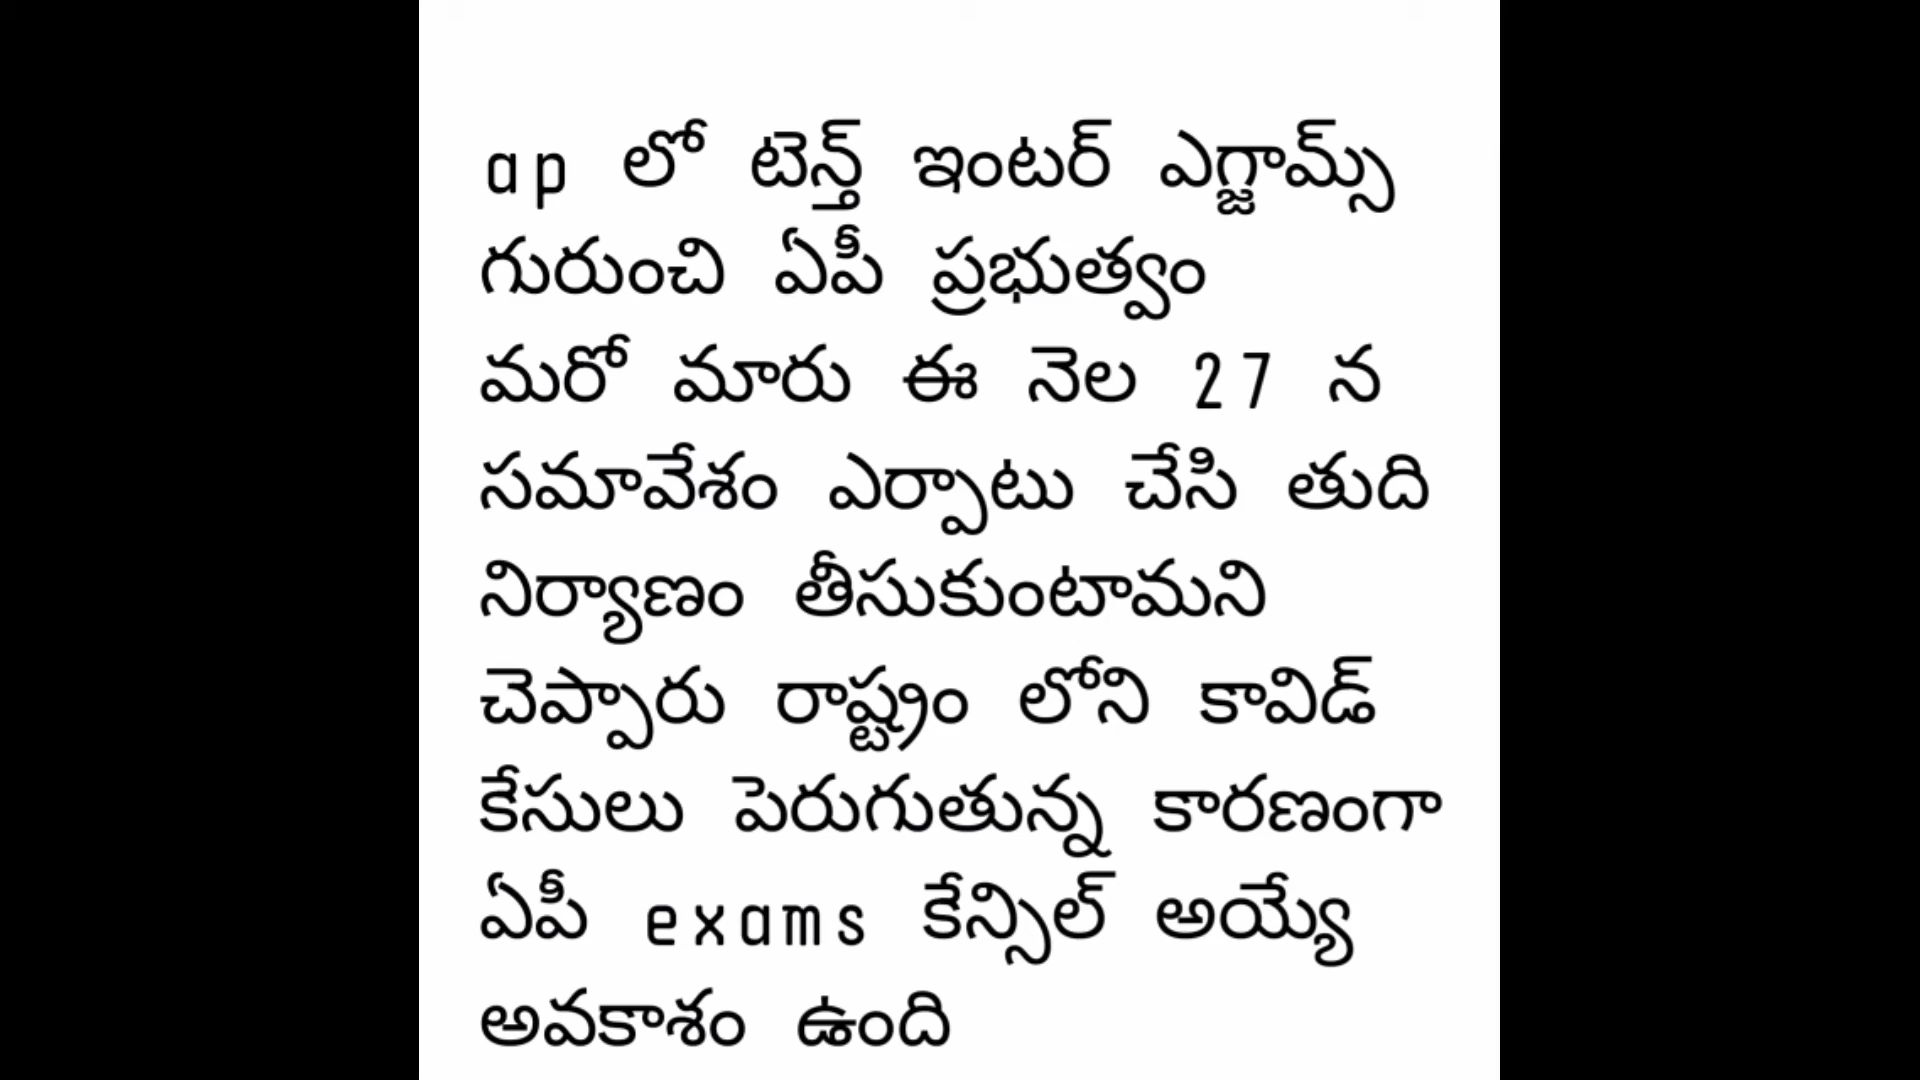 ap లో టెన్త్ ఇంటర్ ఎగ్జామ్స్
గురుంచి ఏపీ ప్రభుత్వం
మరో మారు ఈ నెల 27 న
సమావేశం ఎర్పాటు చేసి తుది
నిర్యాణం తీసుకుంటామని
చెప్పారు రాష్ట్రం లోని కావిడ్
కేసులు పెరుగుతున్న కారణంగా
ఏపీ exams కేన్సిల్ అయ్యే
అవకాశం ఉంది